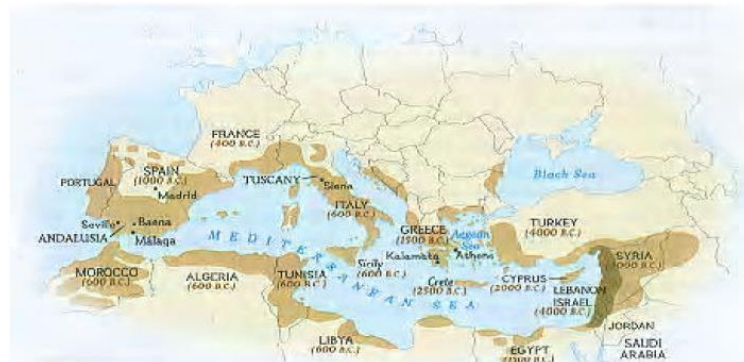 FRANCE
(400 B.C.)
SPAIN
(1000 B.C.)
PORTUGAL
Madrid
TUSCANY
Siena
ITALY
(600 B.C.)
Black Sea
Seville
Baena
ANDALUSIA
Málaga
MEDITERRANEAN SEA
GREECE
(1500 B.C.)
Aegean
Sea
Kalamata
Athens
TURKEY
(4000 B.C.)
Sicily
(600 B.C.)
Crete
(2500 B.C.)
CYPRUS
(2000 B.C.)
SYRIA
LEBANON
ISRAEL
(4000 B.C.)
MOROCCO
(600 B.C.)
ALGERIA
(600 B.C.)
TUNISIA
(600 B.C.)
LIBYA
(600 B.C.)
EGYPT
JORDAN
SAUDI
ARABIA